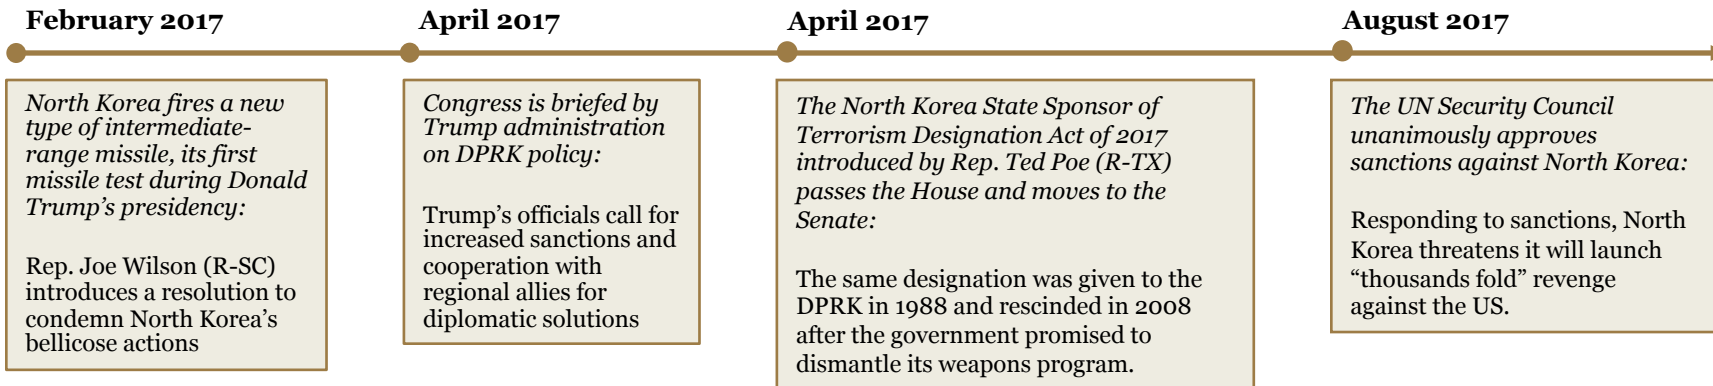 February 2017
North Korea fires a new
type of intermediate-
range missile, its first
missile test during Donald
Trump’s presidency:
Rep. Joe Wilson (R-SC)
introduces a resolution to
condemn North Korea’s
bellicose actions
April 2017
Congress is briefed by
Trump administration
on DPRK policy:
Trump’s officials call for
increased sanctions and
cooperation with
regional allies for
diplomatic solutions
April 2017
The North Korea State Sponsor of
Terrorism Designation Act of 2017
introduced by Rep. Ted Poe (R-TX)
passes the House and moves to the
Senate:
The same designation was given to the
DPRK in 1988 and rescinded in 2008
after the government promised to
dismantle its weapons program.
August 2017
The UN Security Council
unanimously approves
sanctions against North Korea:
Responding to sanctions, North
Korea threatens it will launch
“thousands fold” revenge
against the US.